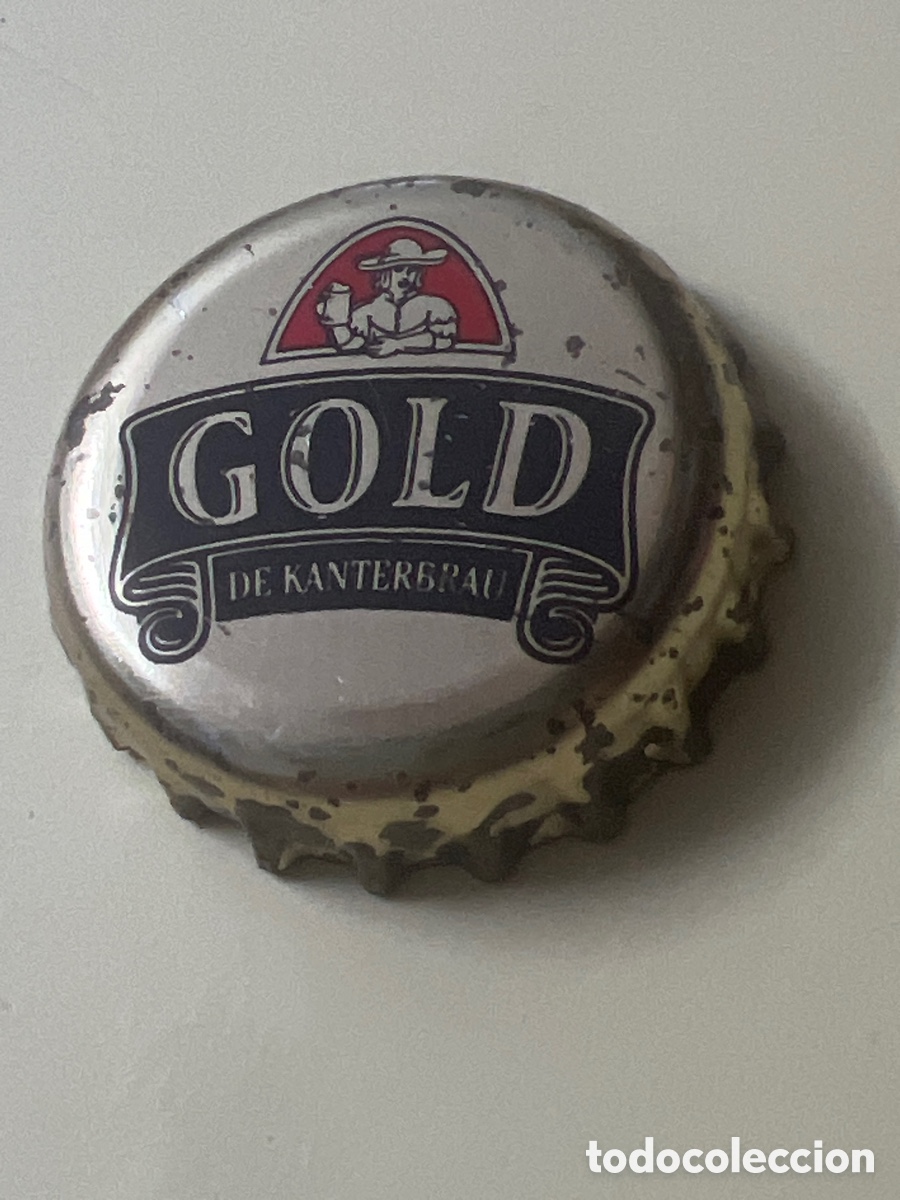 GOLD
DE KANTERBRAU
todocoleccion